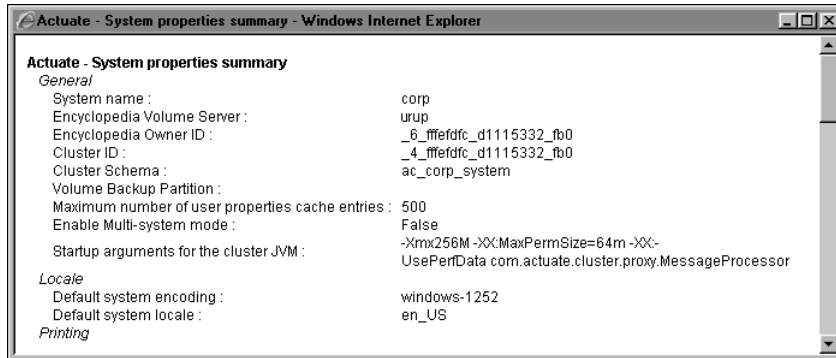 Actuate - System properties summary - Windows Internet Explorer
Actuate - System properties summary
General
System name : corp
Encyclopedia Volume Server : urup
Encyclopedia Owner ID : _6_fffefdfc_d1115332_fb0
Cluster ID : _4_fffefdfc_d1115332_fb0
Cluster Schema : ac_corp_system
Volume Backup Partition :
Maximum number of user properties cache entries : 500
Enable Multi-system mode : False
Startup arguments for the cluster JVM : -Xmx256M -XX:MaxPermSize=64m -XX:-
UsePerfData com.actuate.cluster.proxy.MessageProcessor
Locale
Default system encoding : windows-1252
Default system locale : en_US
Printing